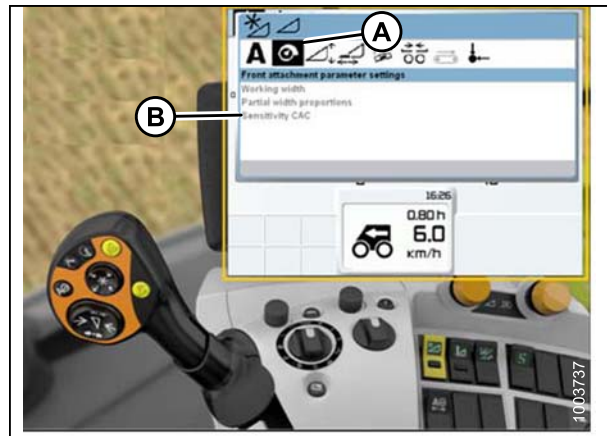 A
A
Front attachment parameter settings
Working width
Partial width proportions
B
Sensitivity CAC
16:26
0.80 h
6.0
km/h
S
1003737